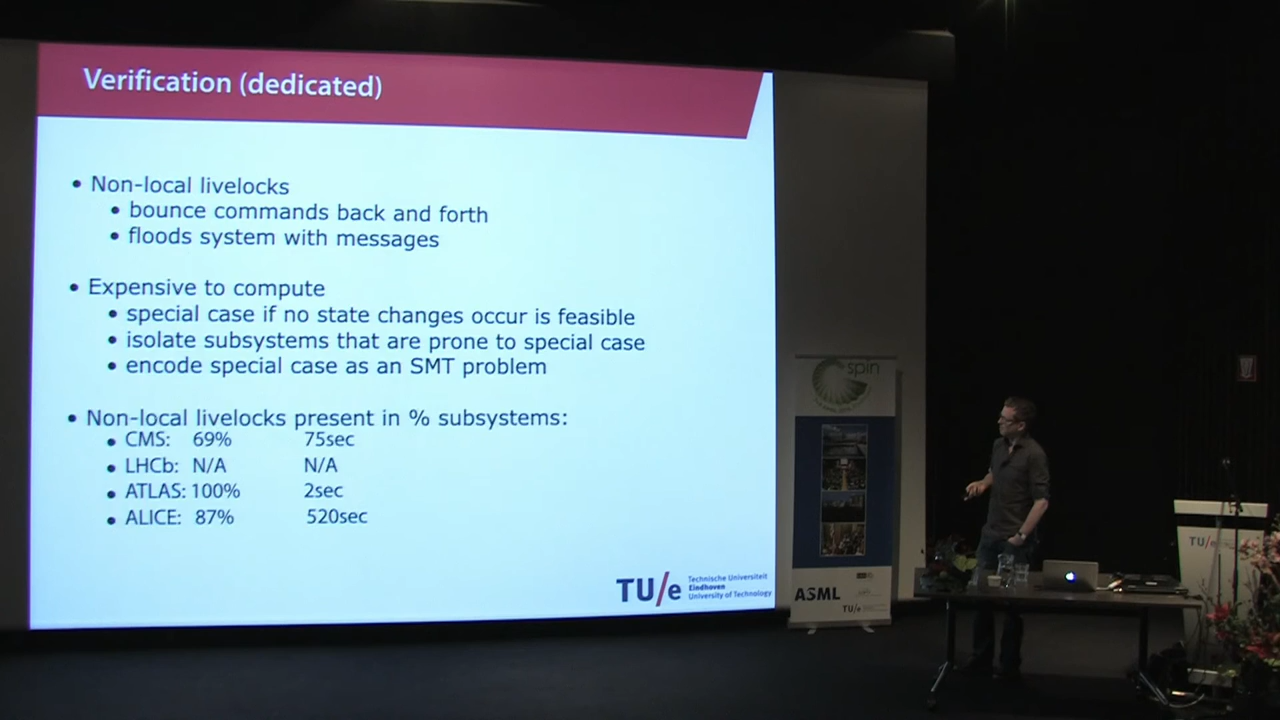 Verification (dedicated)
• Non-local livelocks
• bounce commands back and forth
• floods system with messages
• Expensive to compute
• special case if no state changes occur is feasible
• isolate subsystems that are prone to special case
• encode special case as an SMT problem
• Non-local livelocks present in % subsystems:
• CMS: 69% 75sec
• LHCb: N/A N/A
• ATLAS: 100% 2sec
• ALICE: 87% 520sec
TU/e Technische Universiteit
Eindhoven
University of Technology
spin
ASML
TU/e
TU/e